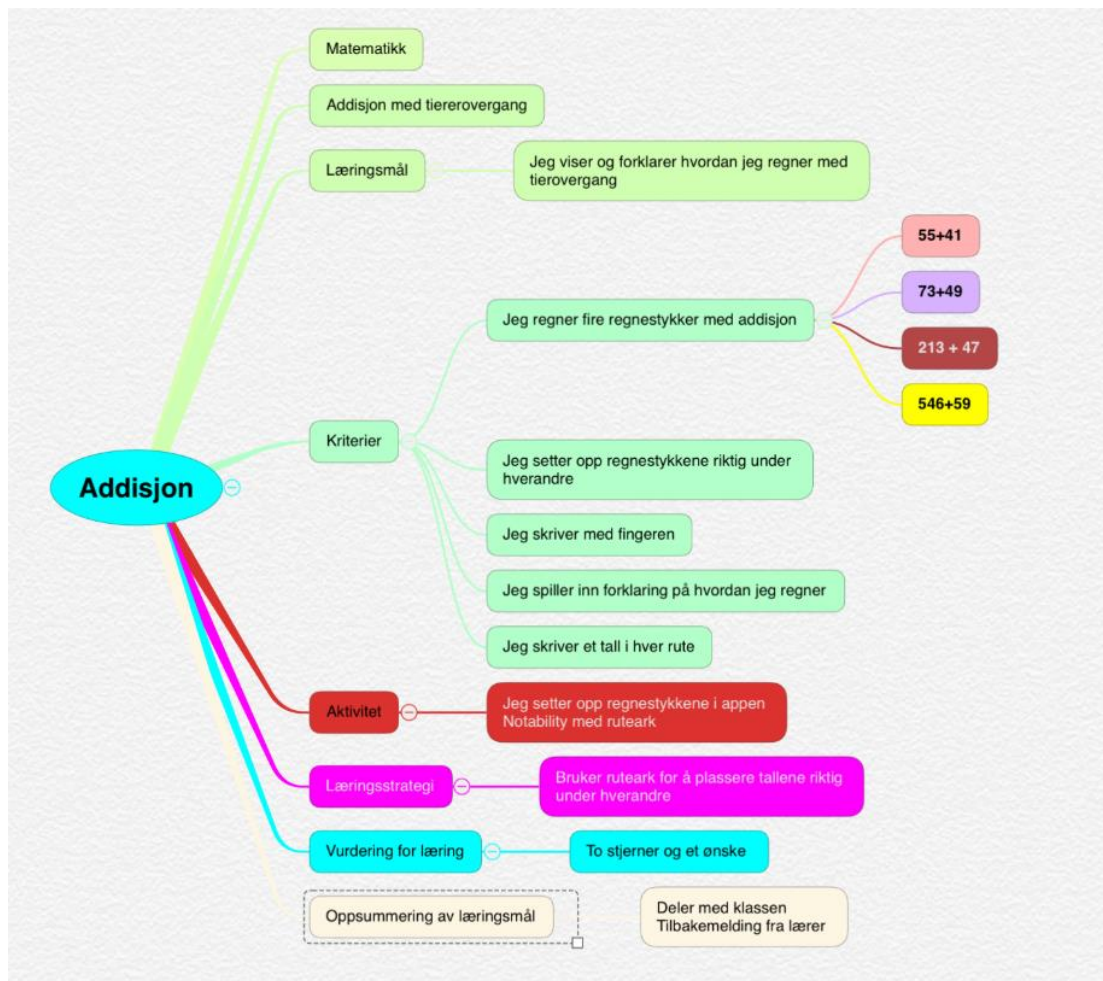 Matematikk
Addisjon med tiererovergang
Læringsmål
Jeg viser og forklarer hvordan jeg regner med
tierovergang
55+41
73+49
Jeg regner fire regnestykker med addisjon
213 + 47
546+59
Kriterier
Jeg setter opp regnestykkene riktig under
hverandre
Addisjon
Jeg skriver med fingeren
Jeg spiller inn forklaring på hvordan jeg regner
Jeg skriver et tall i hver rute
Aktivitet
Jeg setter opp regnestykkene i appen
Notability med ruteark
Læringsstrategi
Bruker ruteark for å plassere tallene riktig
under hverandre
Vurdering for læring
To stjerner og et ønske
Oppsummering av læringsmål
Deler med klassen
Tilbakemelding fra lærer